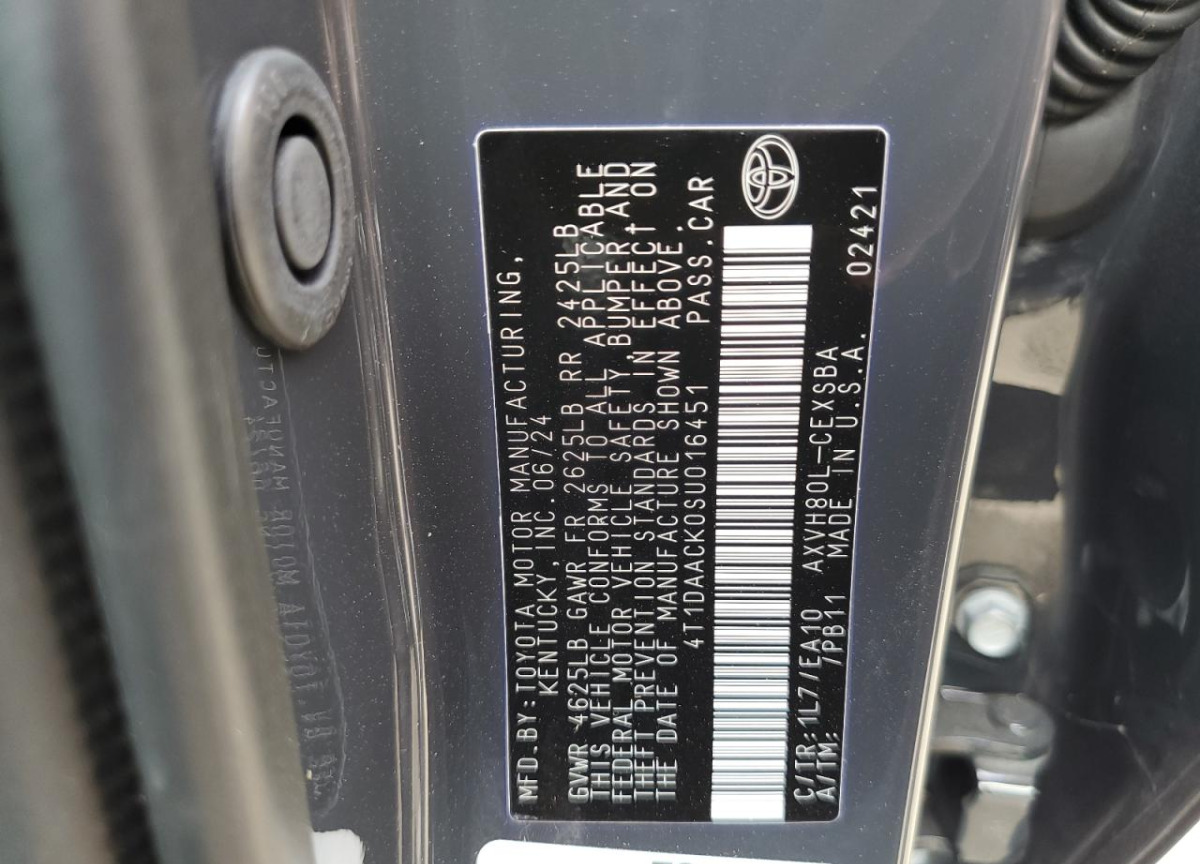 MFD.BY:TOYOTA MOTOR MANUFACTURING,
KENTUCKY,INC.06/24
GVWR 4625LB GAWR FR 2625LB RR 2425LB
THIS VEHICLE CONFORMS TO ALL APPLICABLE
FEDERAL MOTOR VEHICLE SAFETY, BUMPER,AND
THEFT PREVENTION STANDARDS IN EFFECT ON
THE DATE OF MANUFACTURE SHOWN ABOVE.
4T1DAACK0SU016451 PASS.CAR
C/TR:1L7/EA10 AXVH80L-CEXSBA 02421
A/TM: /PB11 MADE IN U.S.A.